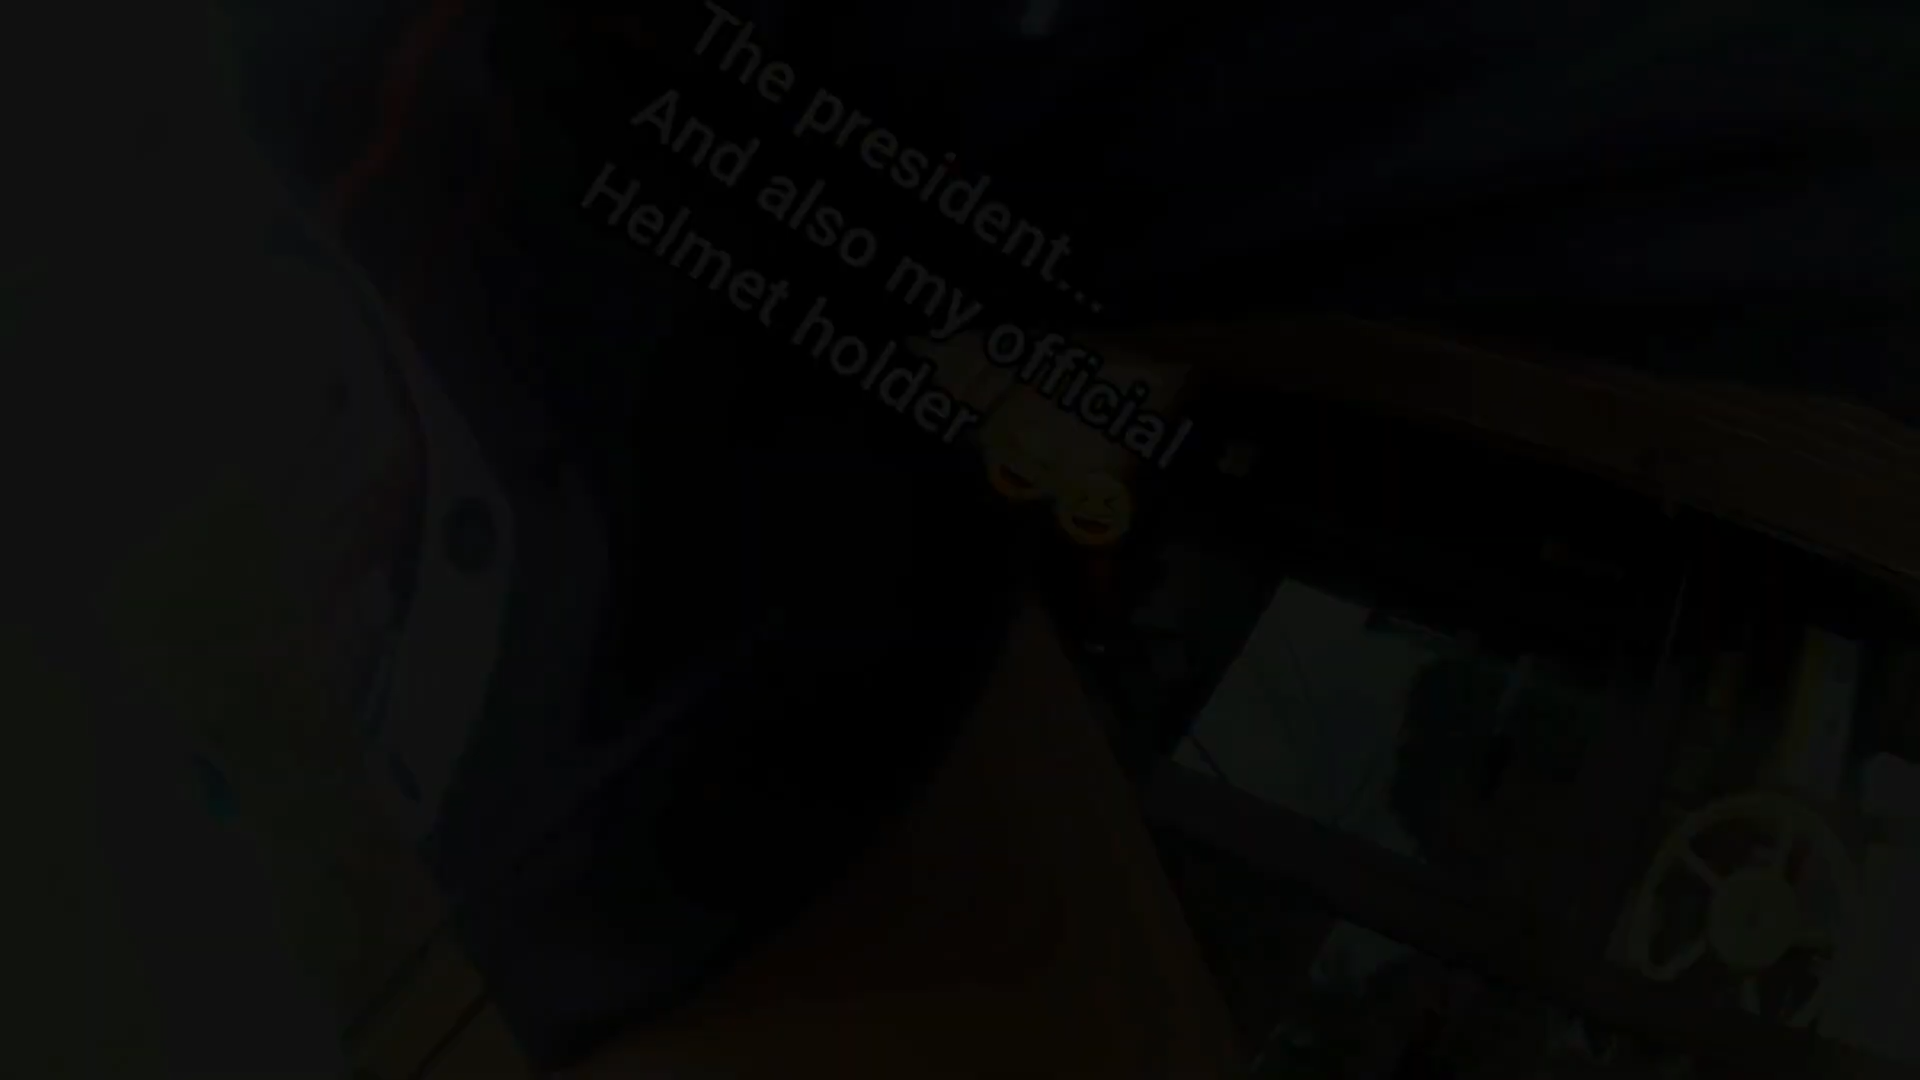 The president...
And also my official
Helmet holder 😆😆